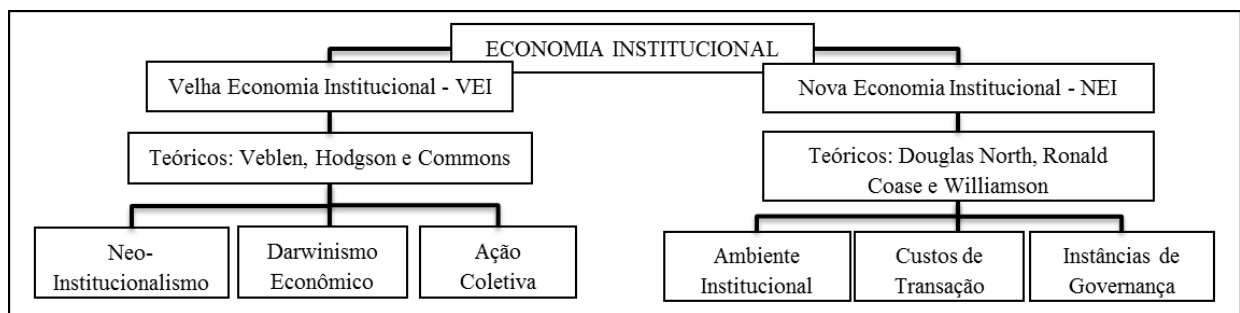 ECONOMIA INSTITUCIONAL
Velha Economia Institucional - VEI
Nova Economia Institucional - NEI
Teóricos: Veblen, Hodgson e Commons
Teóricos: Douglas North, Ronald
Coase e Williamson
Neo-
Institucionalismo
Darwinismo
Econômico
Ação
Coletiva
Ambiente
Institucional
Custos de
Transação
Instâncias de
Governança